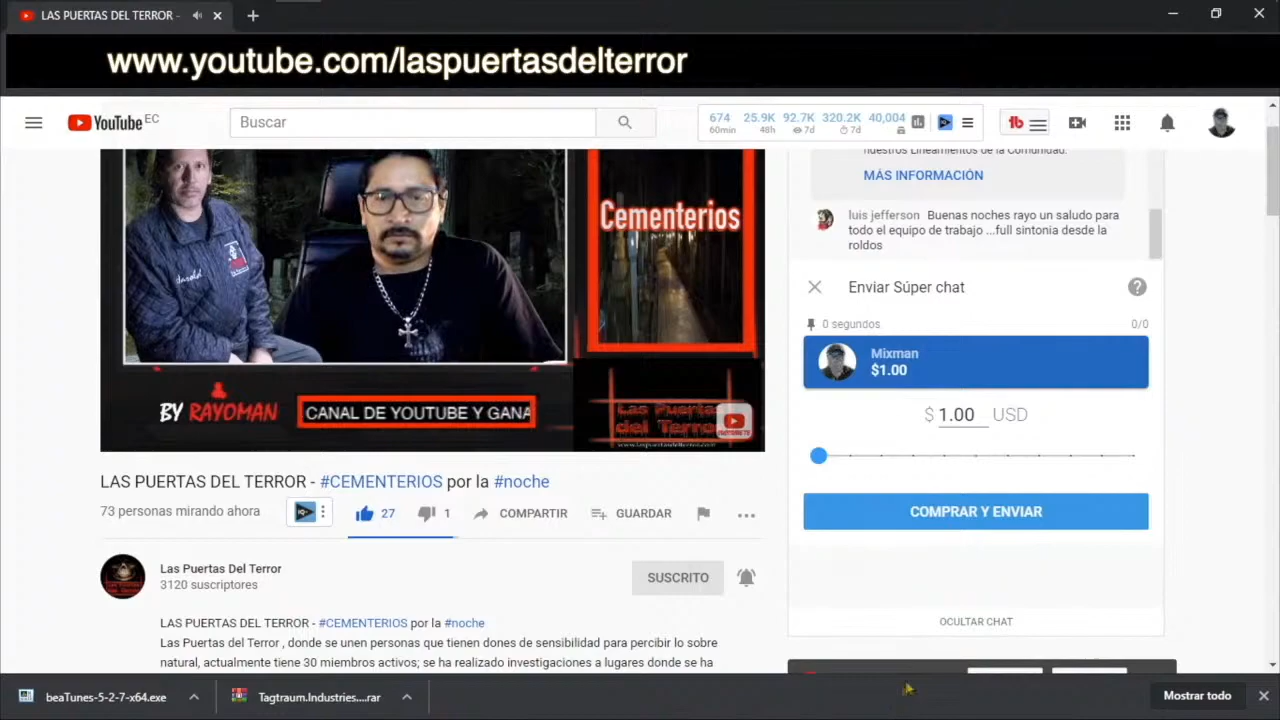 LAS PUERTAS DEL TERROR -
www.youtube.com/laspuertasdelterror
YouTube EC
Buscar
674 25.9K 92.7K 320.2K 40,004
60min 48h 7d 7d
nuestros Lineamientos de la Comunidad.
MÁS INFORMACIÓN
luis jefferson Buenas noches rayo un saludo para
todo el equipo de trabajo ...full sintonia desde la
roldos
Cementerios
Enviar Súper chat
0 segundos 0/0
Mixman
$1.00
$ 1.00 USD
COMPRAR Y ENVIAR
OCULTAR CHAT
BY RAYOMAN
CANAL DE YOUTUBE Y GANA
Las Puertas
del Terror
LAS PUERTAS DEL TERROR - #CEMENTERIOS por la #noche
73 personas mirando ahora
27 1 COMPARTIR GUARDAR
Las Puertas Del Terror
3120 suscriptores
SUSCRITO
LAS PUERTAS DEL TERROR - #CEMENTERIOS por la #noche
Las Puertas del Terror , donde se unen personas que tienen dones de sensibilidad para percibir lo sobre
natural, actualmente tiene 30 miembros activos; se ha realizado investigaciones a lugares donde se ha
beaTunes-5-2-7-x64.exe
Tagtraum.Industries....rar
Mostrar todo